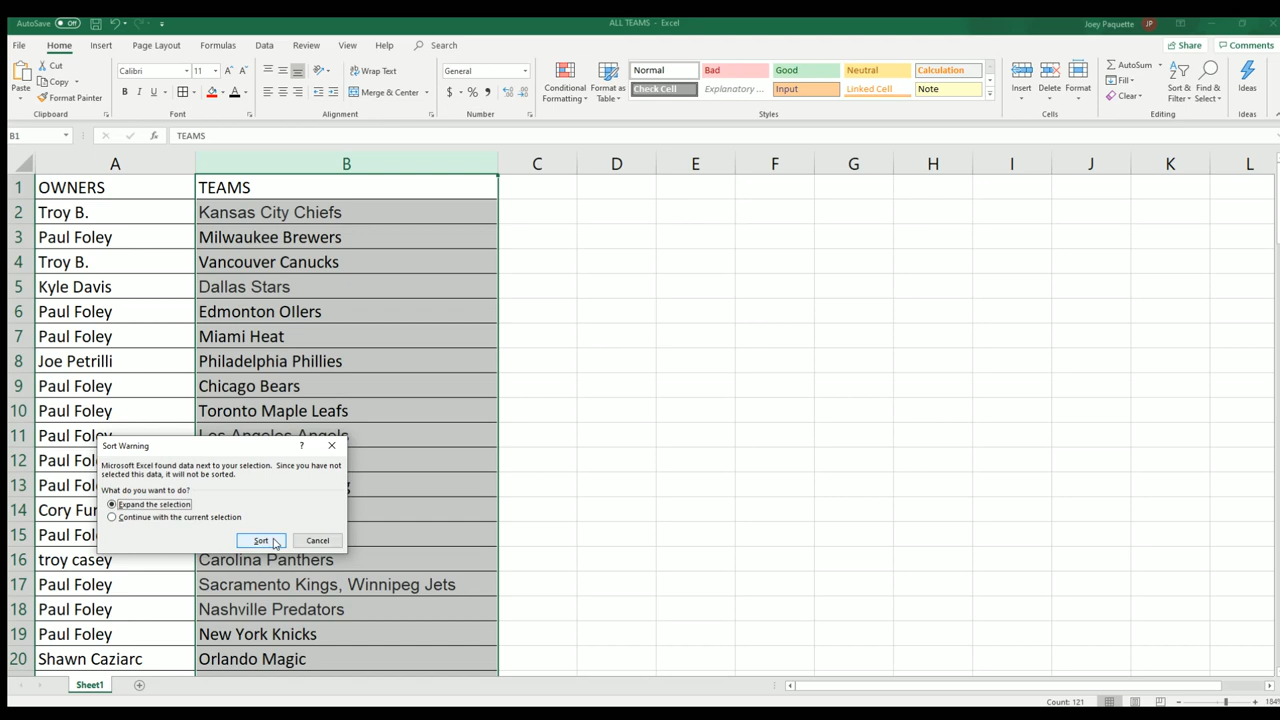 AutoSave Off ALL TEAMS - Excel Joey Paquette JP
File Home Insert Page Layout Formulas Data Review View Help Search Share Comments
Cut Calibri 11 Wrap Text General Normal Bad Good Neutral Calculation AutoSum
Copy Conditional Format as Check Cell Explanatory... Input Linked Cell Note Insert Delete Format Fill Sort & Find & Ideas
Paste Format Painter B I U A Merge & Center $ % Formatting Table Clear Filter Select
Clipboard Font Alignment Number Styles Cells Editing Ideas
B1 fx TEAMS
A B C D E F G H I J K L
1 OWNERS TEAMS
2 Troy B. Kansas City Chiefs
3 Paul Foley Milwaukee Brewers
4 Troy B. Vancouver Canucks
5 Kyle Davis Dallas Stars
6 Paul Foley Edmonton OIlers
7 Paul Foley Miami Heat
8 Joe Petrilli Philadelphia Phillies
9 Paul Foley Chicago Bears
10 Paul Foley Toronto Maple Leafs
11 Paul Foley Los Angeles Angels
Sort Warning ?
12 Paul
Microsoft Excel found data next to your selection. Since you have not
selected this data, it will not be sorted.
13 Paul
What do you want to do?
14 Cory Expand the selection
Continue with the current selection
15 Paul
Sort Cancel
16 troy casey Carolina Panthers
17 Paul Foley Sacramento Kings, Winnipeg Jets
18 Paul Foley Nashville Predators
19 Paul Foley New York Knicks
20 Shawn Caziarc Orlando Magic
Sheet1
Count: 121 184%